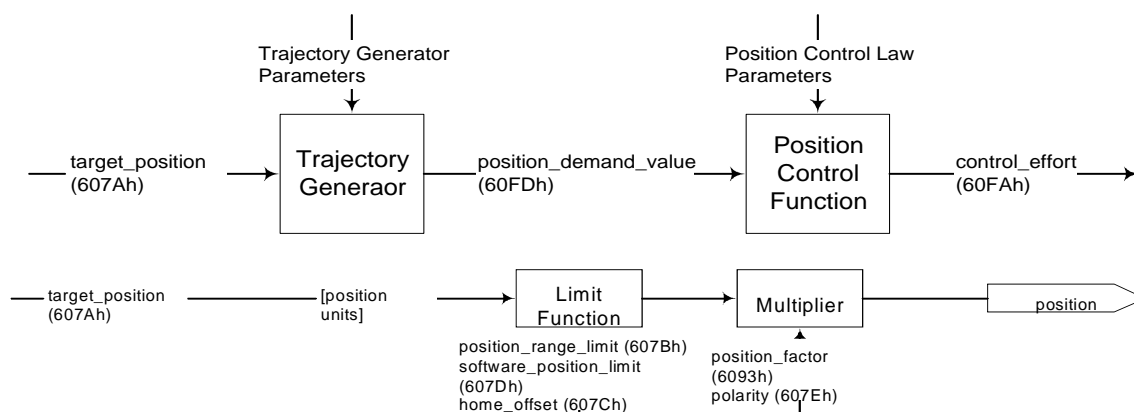 Trajectory Generator
Parameters
Position Control Law
Parameters
target_position
(607Ah)
Trajectory
Generaor
position_demand_value
(60FDh)
Position
Control
Function
control_effort
(60FAh)
target_position
(607Ah)
[position
units]
Limit
Function
Multiplier
position
position_range_limit (607Bh)
software_position_limit
(607Dh)
home_offset (607Ch)
position_factor
(6093h)
polarity (607Eh)